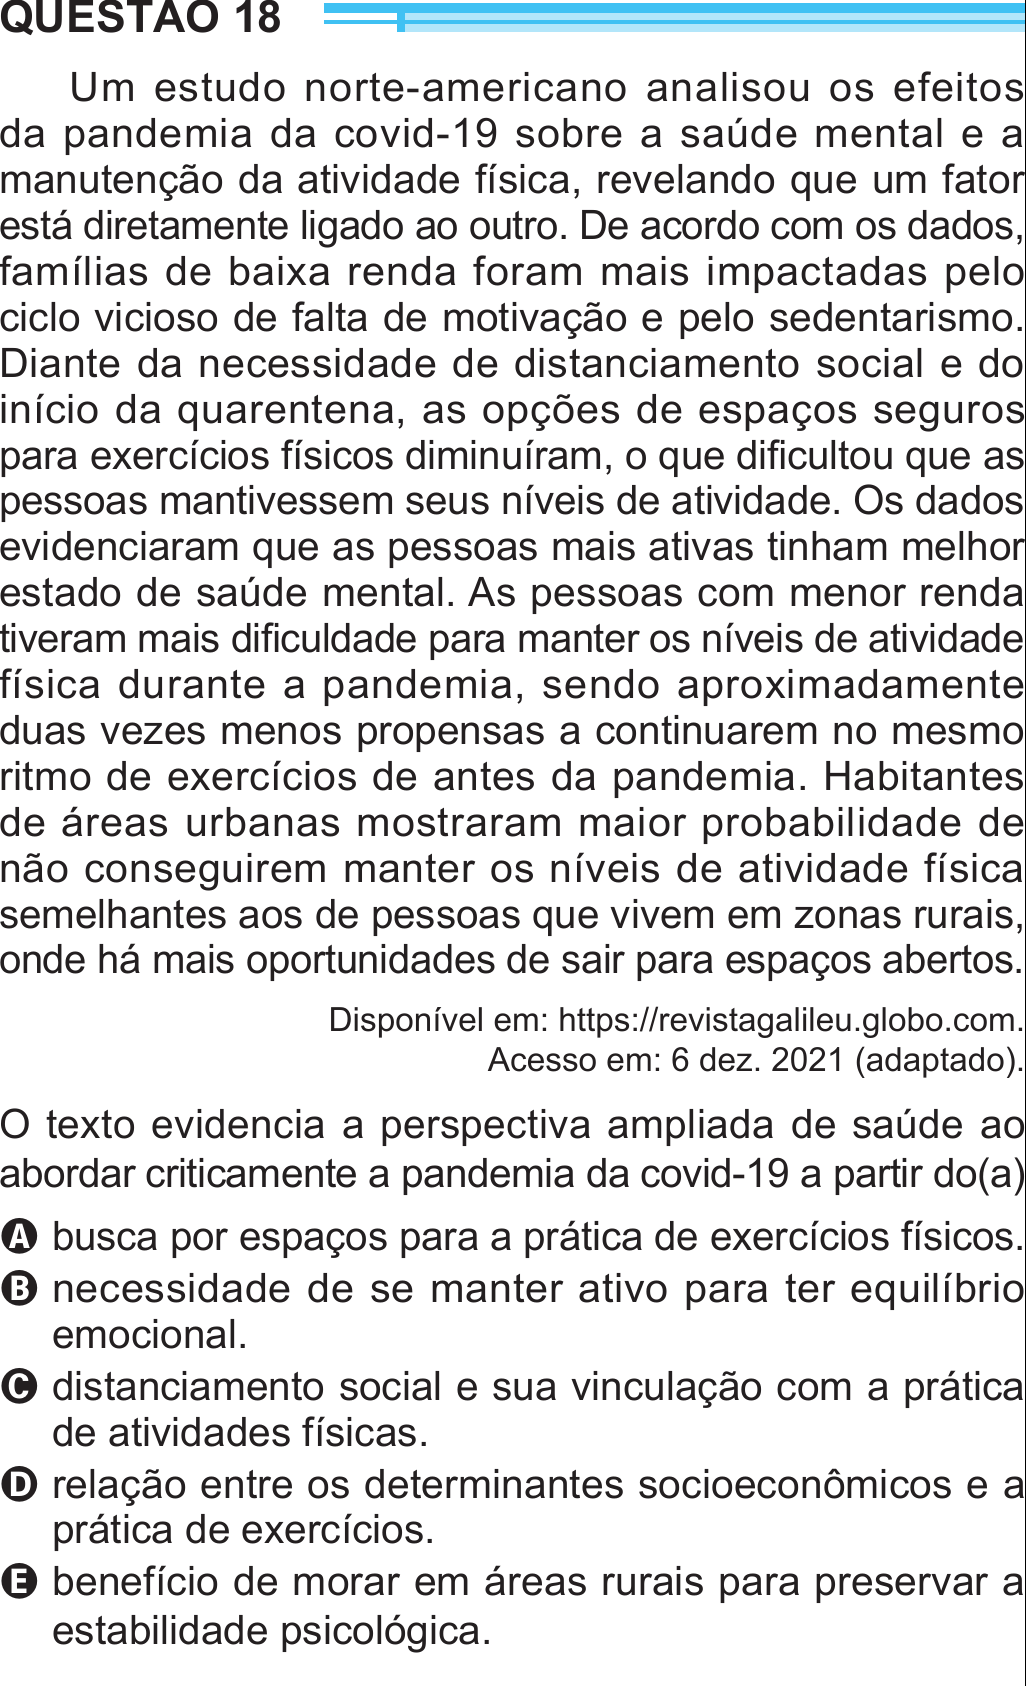 QUESTÃO 18
Um estudo norte-americano analisou os efeitos
da pandemia da covid-19 sobre a saúde mental e a
manutenção da atividade física, revelando que um fator
está diretamente ligado ao outro. De acordo com os dados,
famílias de baixa renda foram mais impactadas pelo
ciclo vicioso de falta de motivação e pelo sedentarismo.
Diante da necessidade de distanciamento social e do
início da quarentena, as opções de espaços seguros
para exercícios físicos diminuíram, o que dificultou que as
pessoas mantivessem seus níveis de atividade. Os dados
evidenciaram que as pessoas mais ativas tinham melhor
estado de saúde mental. As pessoas com menor renda
tiveram mais dificuldade para manter os níveis de atividade
física durante a pandemia, sendo aproximadamente
duas vezes menos propensas a continuarem no mesmo
ritmo de exercícios de antes da pandemia. Habitantes
de áreas urbanas mostraram maior probabilidade de
não conseguirem manter os níveis de atividade física
semelhantes aos de pessoas que vivem em zonas rurais,
onde há mais oportunidades de sair para espaços abertos.
Disponível em: https://revistagalileu.globo.com.
Acesso em: 6 dez. 2021 (adaptado).
O texto evidencia a perspectiva ampliada de saúde ao
abordar criticamente a pandemia da covid-19 a partir do(a)
A busca por espaços para a prática de exercícios físicos.
B necessidade de se manter ativo para ter equilíbrio
emocional.
C distanciamento social e sua vinculação com a prática
de atividades físicas.
D relação entre os determinantes socioeconômicos e a
prática de exercícios.
E benefício de morar em áreas rurais para preservar a
estabilidade psicológica.